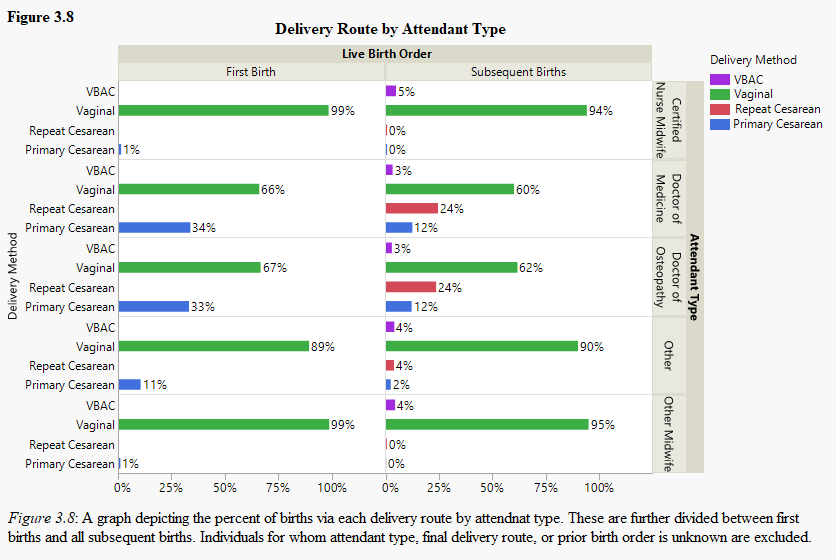 Figure 3.8
Delivery Route by Attendant Type
Live Birth Order
First Birth
Subsequent Births
Delivery Method
VBAC
Vaginal
Repeat Cesarean
Primary Cesarean
VBAC 5%
Vaginal 99% 94%
Repeat Cesarean 0%
Primary Cesarean 1% 0%
Certified
Nurse Midwife
VBAC 3%
Vaginal 66% 60%
Repeat Cesarean 24%
Primary Cesarean 34% 12%
Doctor of
Medicine
VBAC 3%
Vaginal 67% 62%
Repeat Cesarean 24%
Primary Cesarean 33% 12%
Doctor of
Osteopathy
VBAC 4%
Vaginal 89% 90%
Repeat Cesarean 4%
Primary Cesarean 11% 2%
Other
VBAC 4%
Vaginal 99% 95%
Repeat Cesarean 0%
Primary Cesarean 1% 0%
Other Midwife
Delivery Method
Attendant Type
0% 25% 50% 75% 100% 0% 25% 50% 75% 100%
Figure 3.8: A graph depicting the percent of births via each delivery route by attendnat type. These are further divided between first
births and all subsequent births. Individuals for whom attendant type, final delivery route, or prior birth order is unknown are excluded.